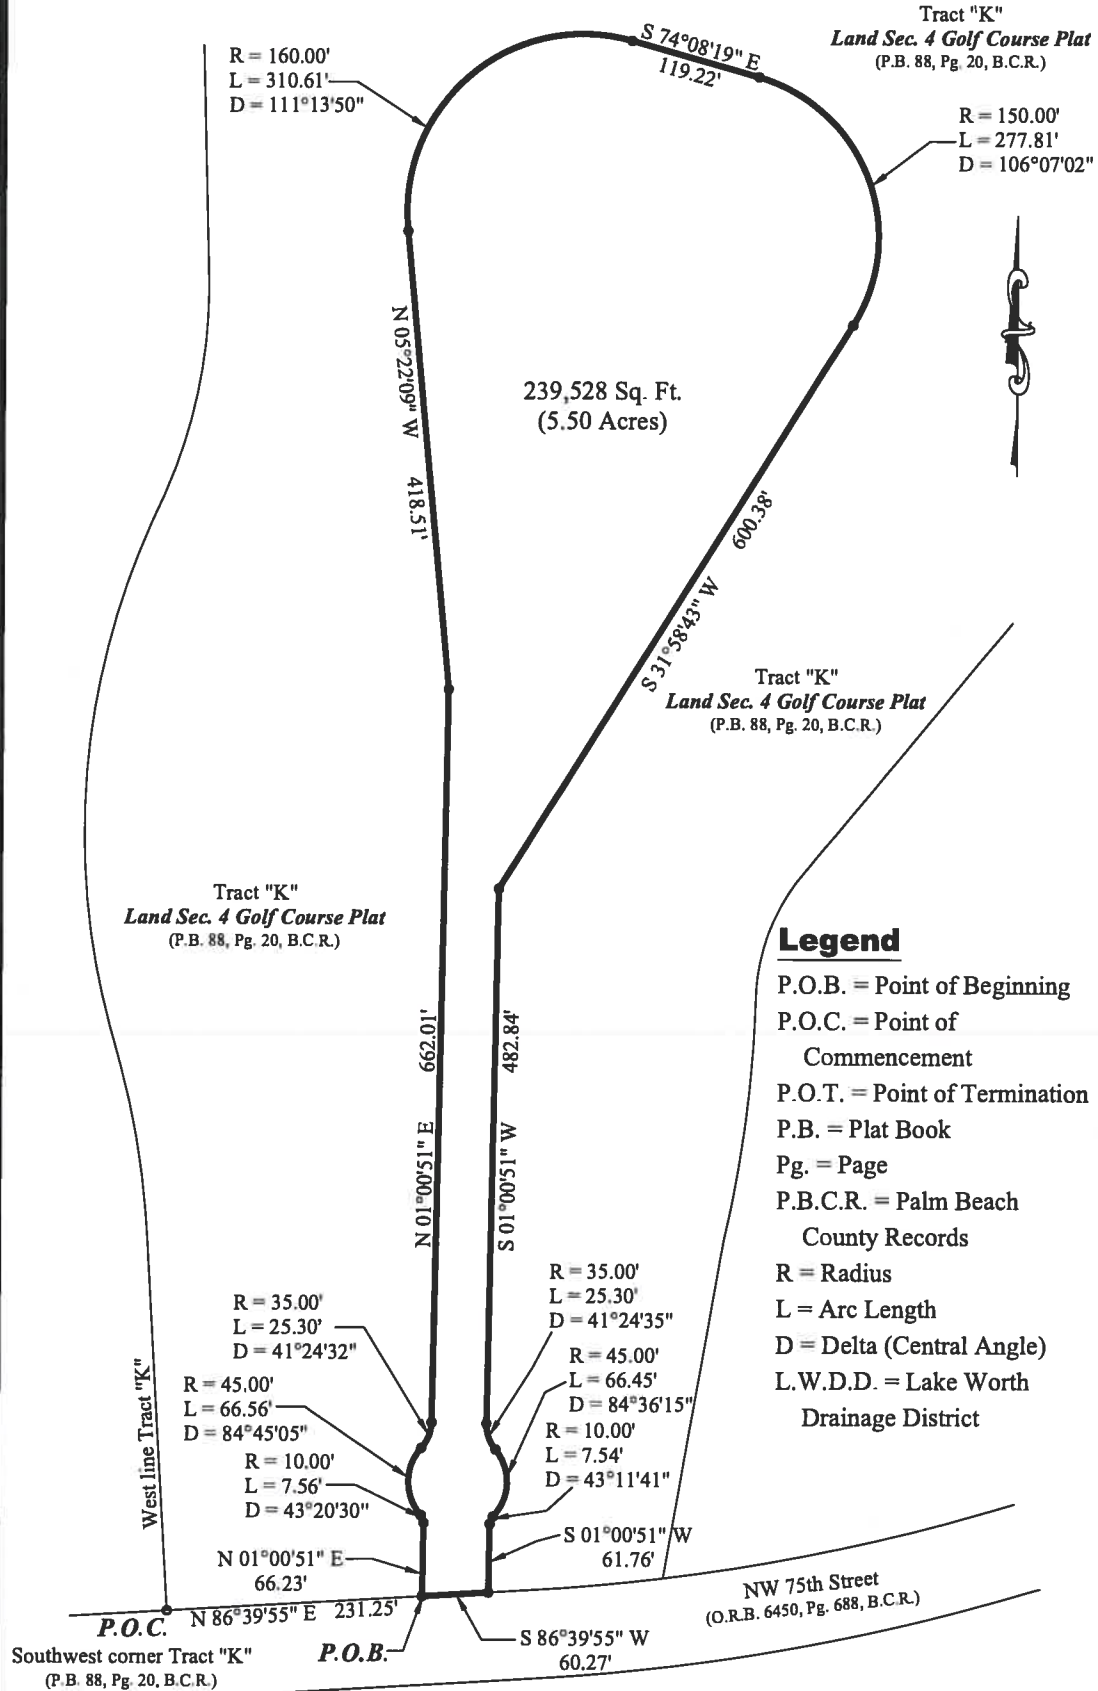 Tract "K"
Land Sec. 4 Golf Course Plat
(P.B. 88, Pg. 20, B.C.R.)
S 74°08'19" E
119.22'
R = 160.00'
L = 310.61'
D = 111°13'50"
R = 150.00'
L = 277.81'
D = 106°07'02"
N 05°22'09" W 418.51'
239,528 Sq. Ft.
(5.50 Acres)
S 31°58'43" W 600.38'
Tract "K"
Land Sec. 4 Golf Course Plat
(P.B. 88, Pg. 20, B.C.R.)
Tract "K"
Land Sec. 4 Golf Course Plat
(P.B. 88, Pg. 20, B.C.R.)
N 01°00'51" E 662.01'
S 01°00'51" W 482.84'
Legend
P.O.B. = Point of Beginning
P.O.C. = Point of
Commencement
P.O.T. = Point of Termination
P.B. = Plat Book
Pg. = Page
P.B.C.R. = Palm Beach
County Records
R = Radius
L = Arc Length
D = Delta (Central Angle)
L.W.D.D. = Lake Worth
Drainage District
R = 35.00'
L = 25.30'
D = 41°24'32"
R = 45.00'
L = 66.56'
D = 84°45'05"
R = 10.00'
L = 7.56'
D = 43°20'30"
N 01°00'51" E
66.23'
R = 35.00'
L = 25.30'
D = 41°24'35"
R = 45.00'
L = 66.45'
D = 84°36'15"
R = 10.00'
L = 7.54'
D = 43°11'41"
S 01°00'51" W
61.76'
West line Tract "K"
NW 75th Street
(O.R.B. 6450, Pg. 688, B.C.R.)
N 86°39'55" E 231.25'
P.O.C.
Southwest corner Tract "K"
(P.B. 88, Pg. 20, B.C.R.)
P.O.B.
S 86°39'55" W
60.27'